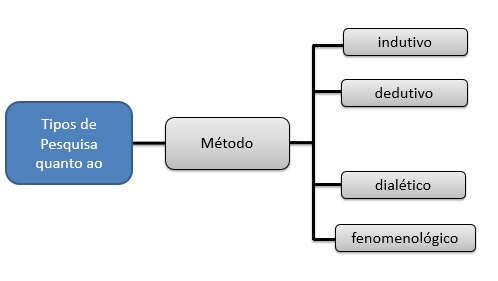 Tipos de
Pesquisa
quanto ao
Método
indutivo
dedutivo
dialético
fenomenológico